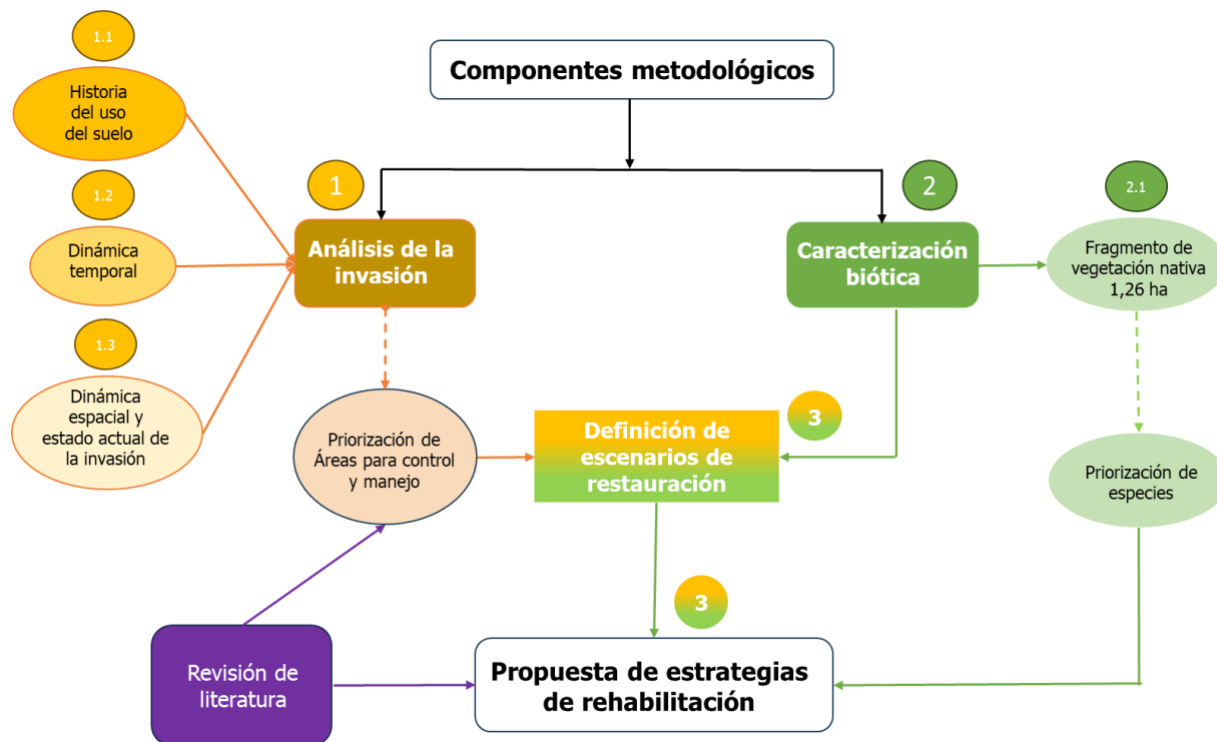 Componentes metodológicos
1.1
Historia
del uso
del suelo
1.2
Dinámica
temporal
1.3
Dinámica
espacial y
estado actual de
la invasión
1
Análisis de la
invasión
2
Caracterización
biótica
2.1
Fragmento de
vegetación nativa
1,26 ha
Priorización de
Áreas para control
y manejo
3
Definición de
escenarios de
restauración
Priorización de
especies
3
Revisión de
literatura
Propuesta de estrategias
de rehabilitación